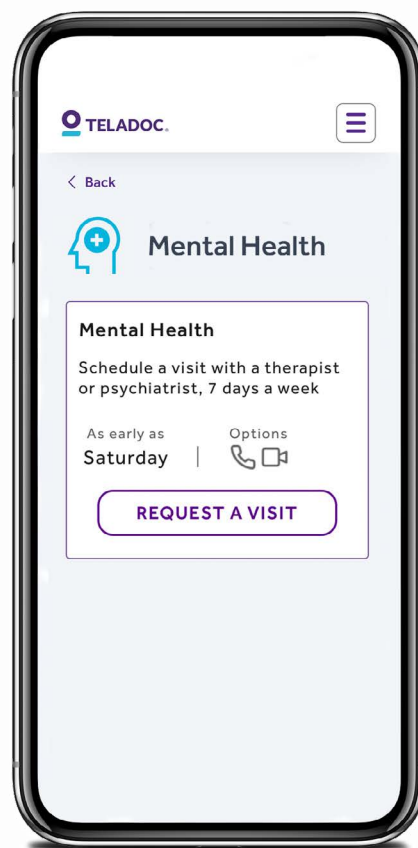 TELADOC.
Back
Mental Health
Mental Health
Schedule a visit with a therapist
or psychiatrist, 7 days a week
As early as Options
Saturday
REQUEST A VISIT